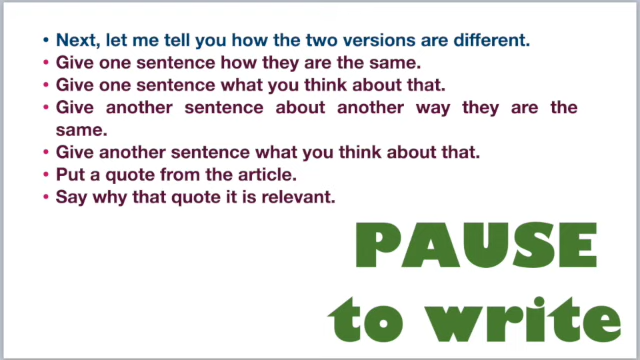 • Next, let me tell you how the two versions are different.
• Give one sentence how they are the same.
• Give one sentence what you think about that.
• Give another sentence about another way they are the
same.
• Give another sentence what you think about that.
• Put a quote from the article.
• Say why that quote it is relevant.
PAUSE
to write